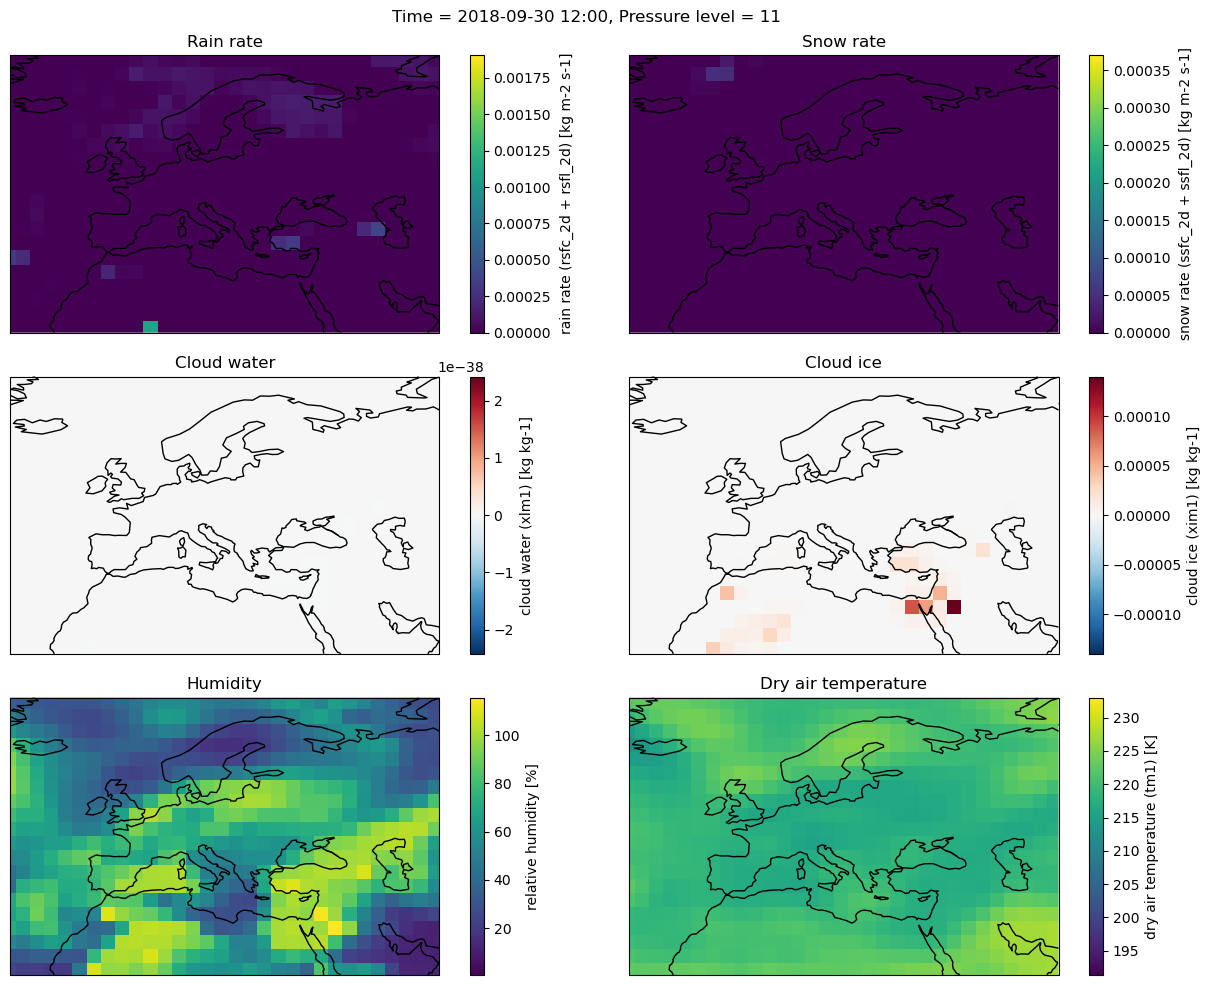 Time = 2018-09-30 12:00, Pressure level = 11
Rain rate
0.00175
0.00150
0.00125
0.00100
0.00075
0.00050
0.00025
0.00000
rain rate (rsfc_2d + rsfl_2d) [kg m-2 s-1]
Snow rate
0.00035
0.00030
0.00025
0.00020
0.00015
0.00010
0.00005
0.00000
snow rate (ssfc_2d + ssfl_2d) [kg m-2 s-1]
Cloud water
1e−38
2
1
0
−1
−2
cloud water (xlm1) [kg kg-1]
Cloud ice
0.00010
0.00005
0.00000
−0.00005
−0.00010
cloud ice (xim1) [kg kg-1]
Humidity
100
80
60
40
20
relative humidity [%]
Dry air temperature
230
225
220
215
210
205
200
195
dry air temperature (tm1) [K]